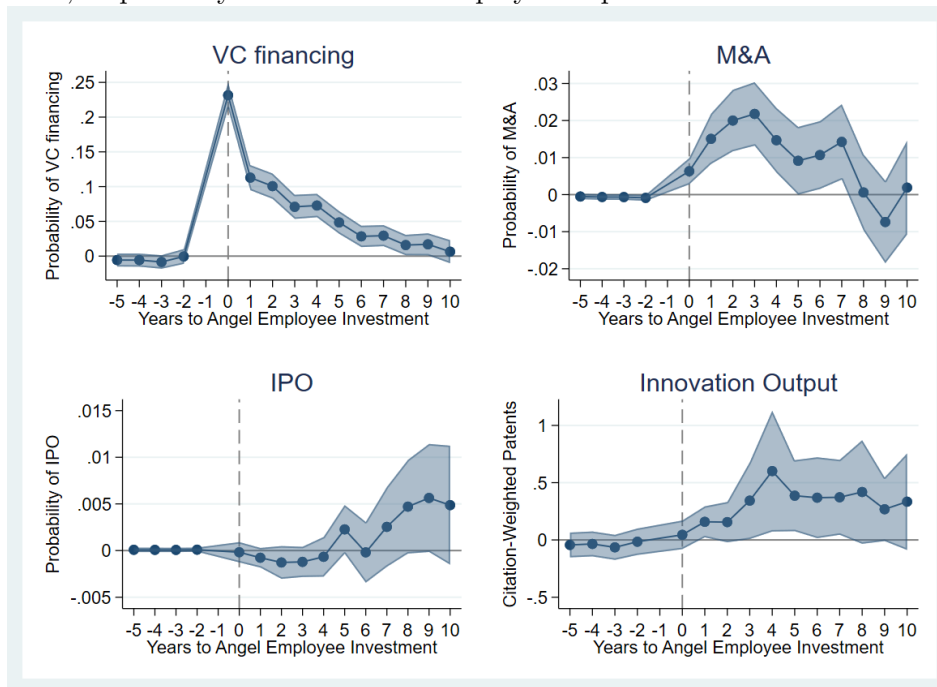 VC financing
Probability of VC financing
.25
.2
.15
.1
.05
0
-5 -4 -3 -2 -1 0 1 2 3 4 5 6 7 8 9 10
Years to Angel Employee Investment
M&A
Probability of M&A
.03
.02
.01
0
-.01
-.02
-5 -4 -3 -2 -1 0 1 2 3 4 5 6 7 8 9 10
Years to Angel Employee Investment
IPO
Probability of IPO
.015
.01
.005
0
-.005
-5 -4 -3 -2 -1 0 1 2 3 4 5 6 7 8 9 10
Years to Angel Employee Investment
Innovation Output
Citation-Weighted Patents
1
.5
0
-.5
-5 -4 -3 -2 -1 0 1 2 3 4 5 6 7 8 9 10
Years to Angel Employee Investment